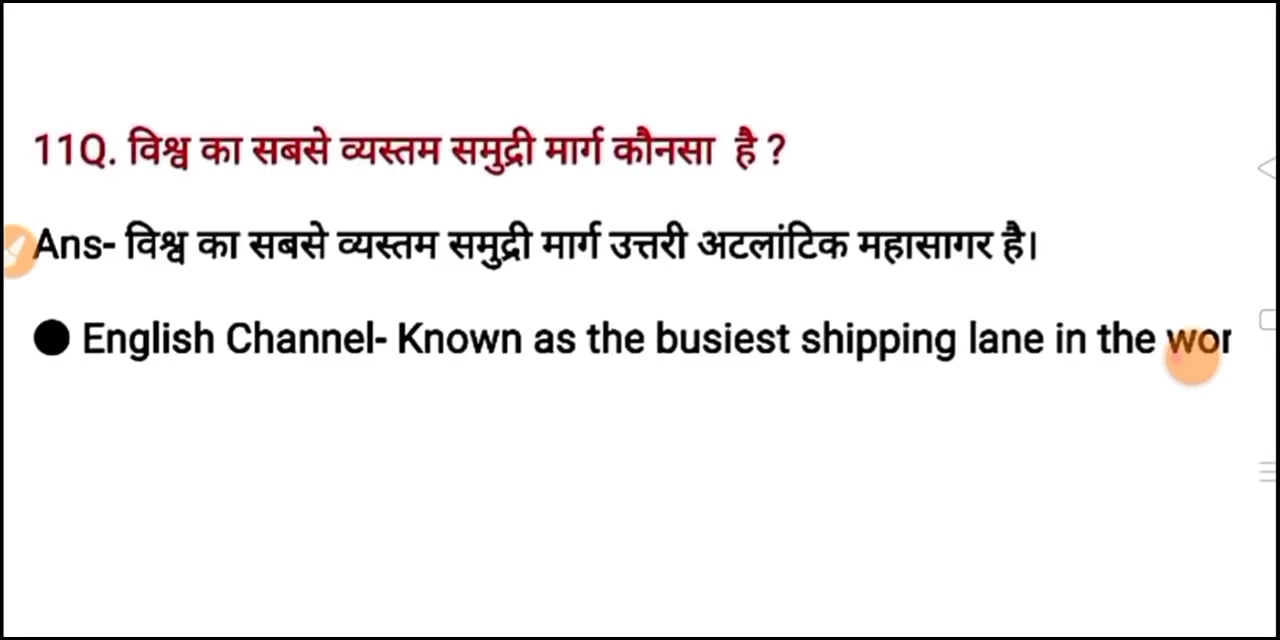 11Q. विश्व का सबसे व्यस्तम समुद्री मार्ग कौनसा है ?
Ans- विश्व का सबसे व्यस्तम समुद्री मार्ग उत्तरी अटलांटिक महासागर है।
● English Channel- Known as the busiest shipping lane in the wor